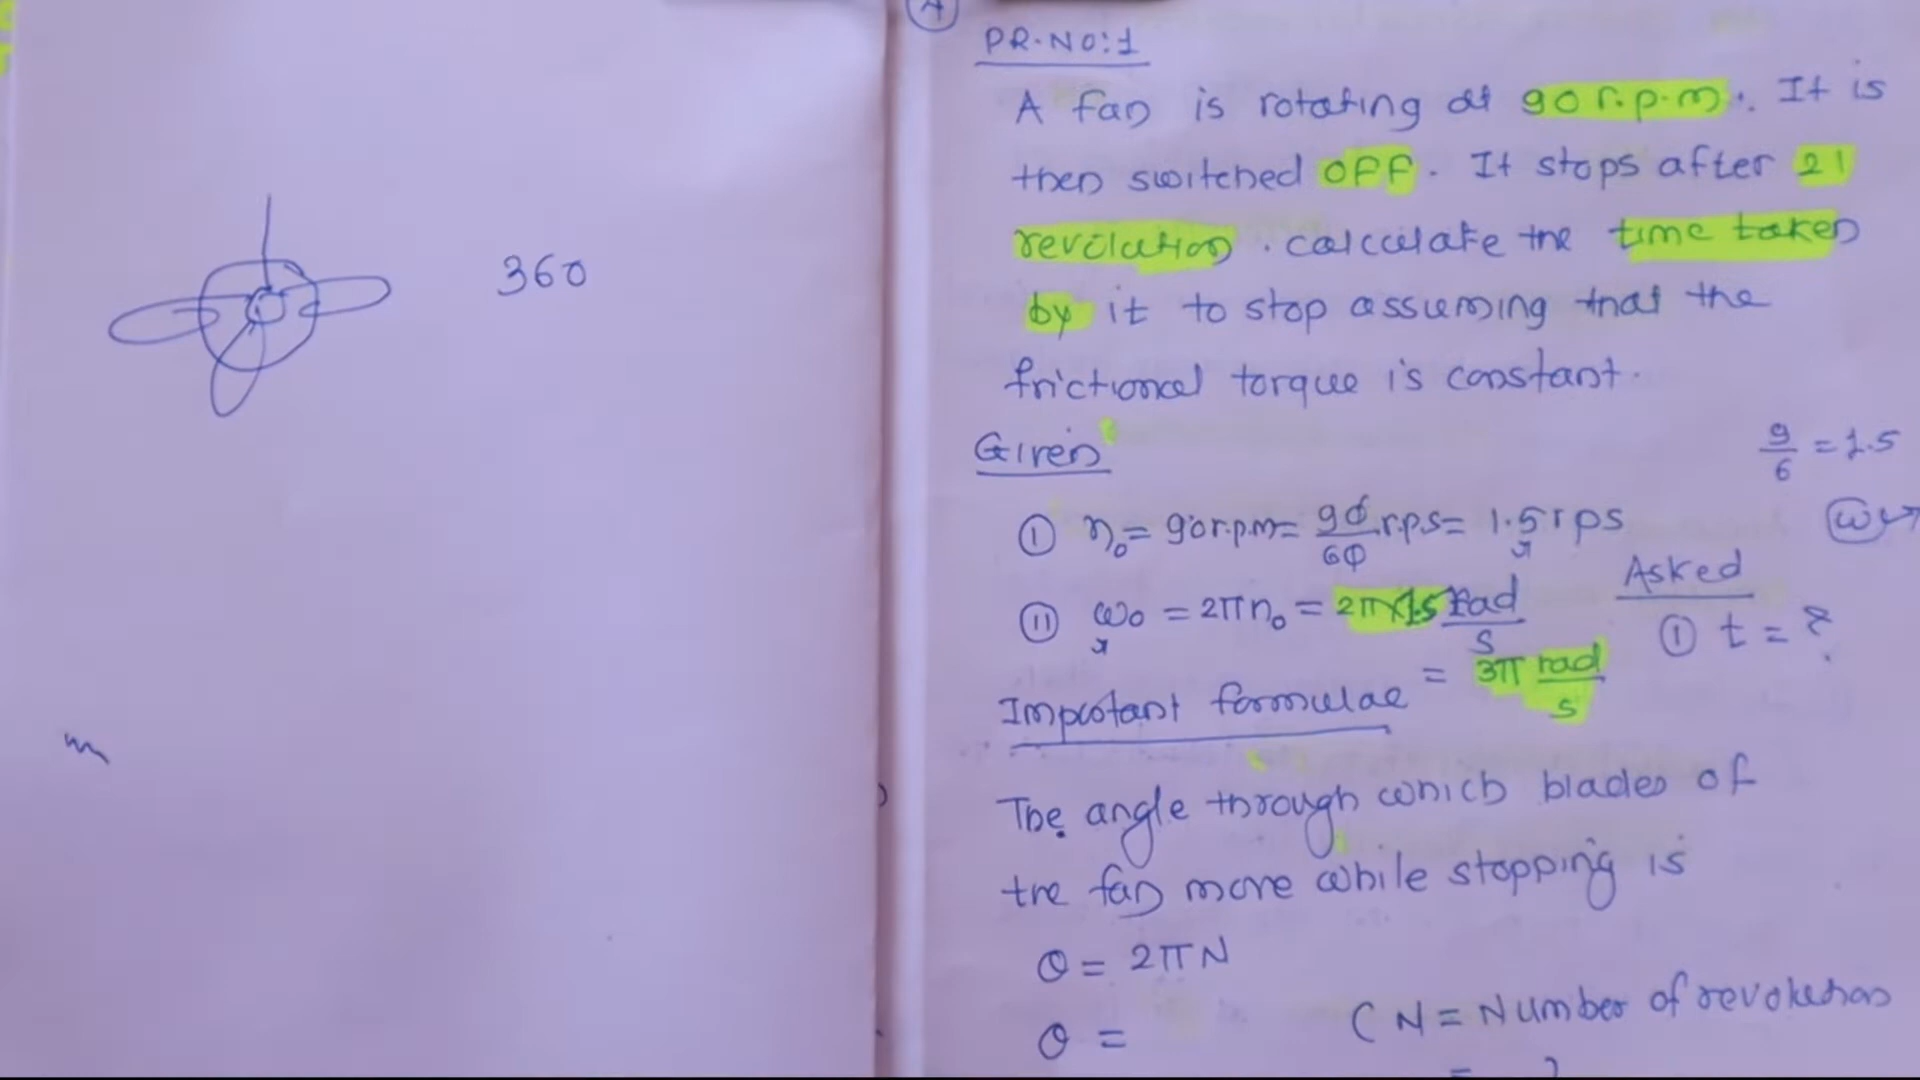 360
A
PR.NO:1
A fan is rotating at 90 r.p.m. It is
then switched off. It stops after 21
revolution. calculate the time taken
by it to stop assuming that the
frictional torque is constant.
Given
9/6 = 1.5
① n₀ = 90 r.p.m = 90/60 r.p.s = 1.5 rps
ω
Asked
② ω₀ = 2πn₀ = 2π×1.5 rad/s
① t = ?
= 3π rad/s
Important formulae
The angle through which blades of
the fan move while stopping is
θ = 2πN
θ =
(N = Number of revolutions
= )